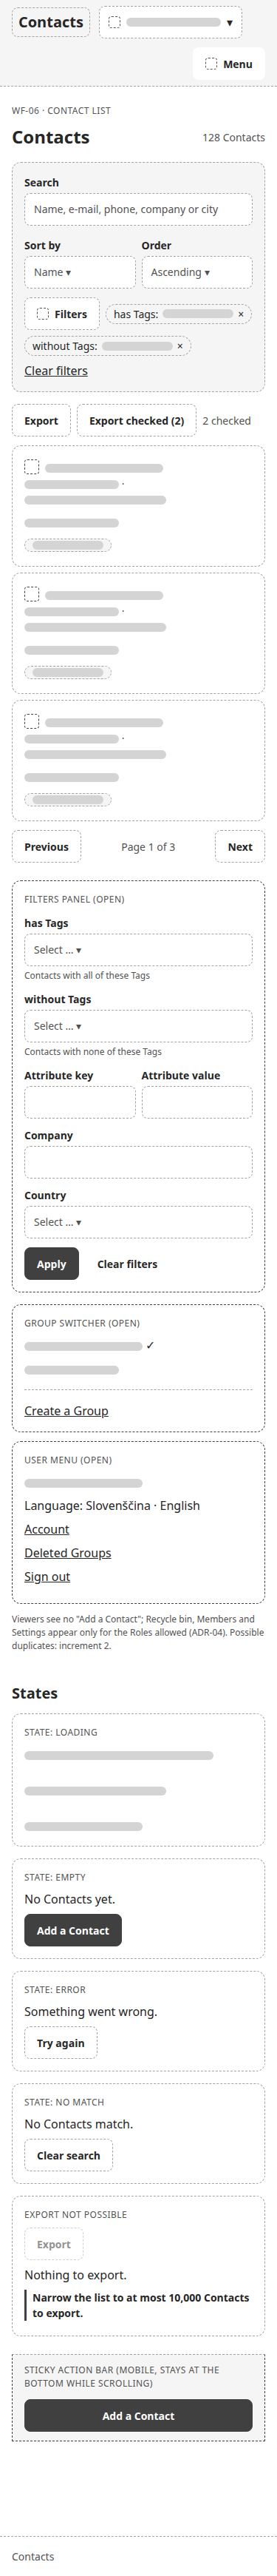 Contacts ▾
Menu
WF-06 · CONTACT LIST
Contacts 128 Contacts
Search
Name, e-mail, phone, company or city
Sort by Order
Name ▾ Ascending ▾
Filters has Tags: ×
without Tags: ×
Clear filters
Export Export checked (2) 2 checked
·
·
·
Previous Page 1 of 3 Next
FILTERS PANEL (OPEN)
has Tags
Select ... ▾
Contacts with all of these Tags
without Tags
Select ... ▾
Contacts with none of these Tags
Attribute key Attribute value
Company
Country
Select ... ▾
Apply Clear filters
GROUP SWITCHER (OPEN)
✓
Create a Group
USER MENU (OPEN)
Language: Slovenščina · English
Account
Deleted Groups
Sign out
Viewers see no "Add a Contact"; Recycle bin, Members and
Settings appear only for the Roles allowed (ADR-04). Possible
duplicates: increment 2.
States
STATE: LOADING
STATE: EMPTY
No Contacts yet.
Add a Contact
STATE: ERROR
Something went wrong.
Try again
STATE: NO MATCH
No Contacts match.
Clear search
EXPORT NOT POSSIBLE
Export
Nothing to export.
Narrow the list to at most 10,000 Contacts
to export.
STICKY ACTION BAR (MOBILE, STAYS AT THE
BOTTOM WHILE SCROLLING)
Add a Contact
Contacts